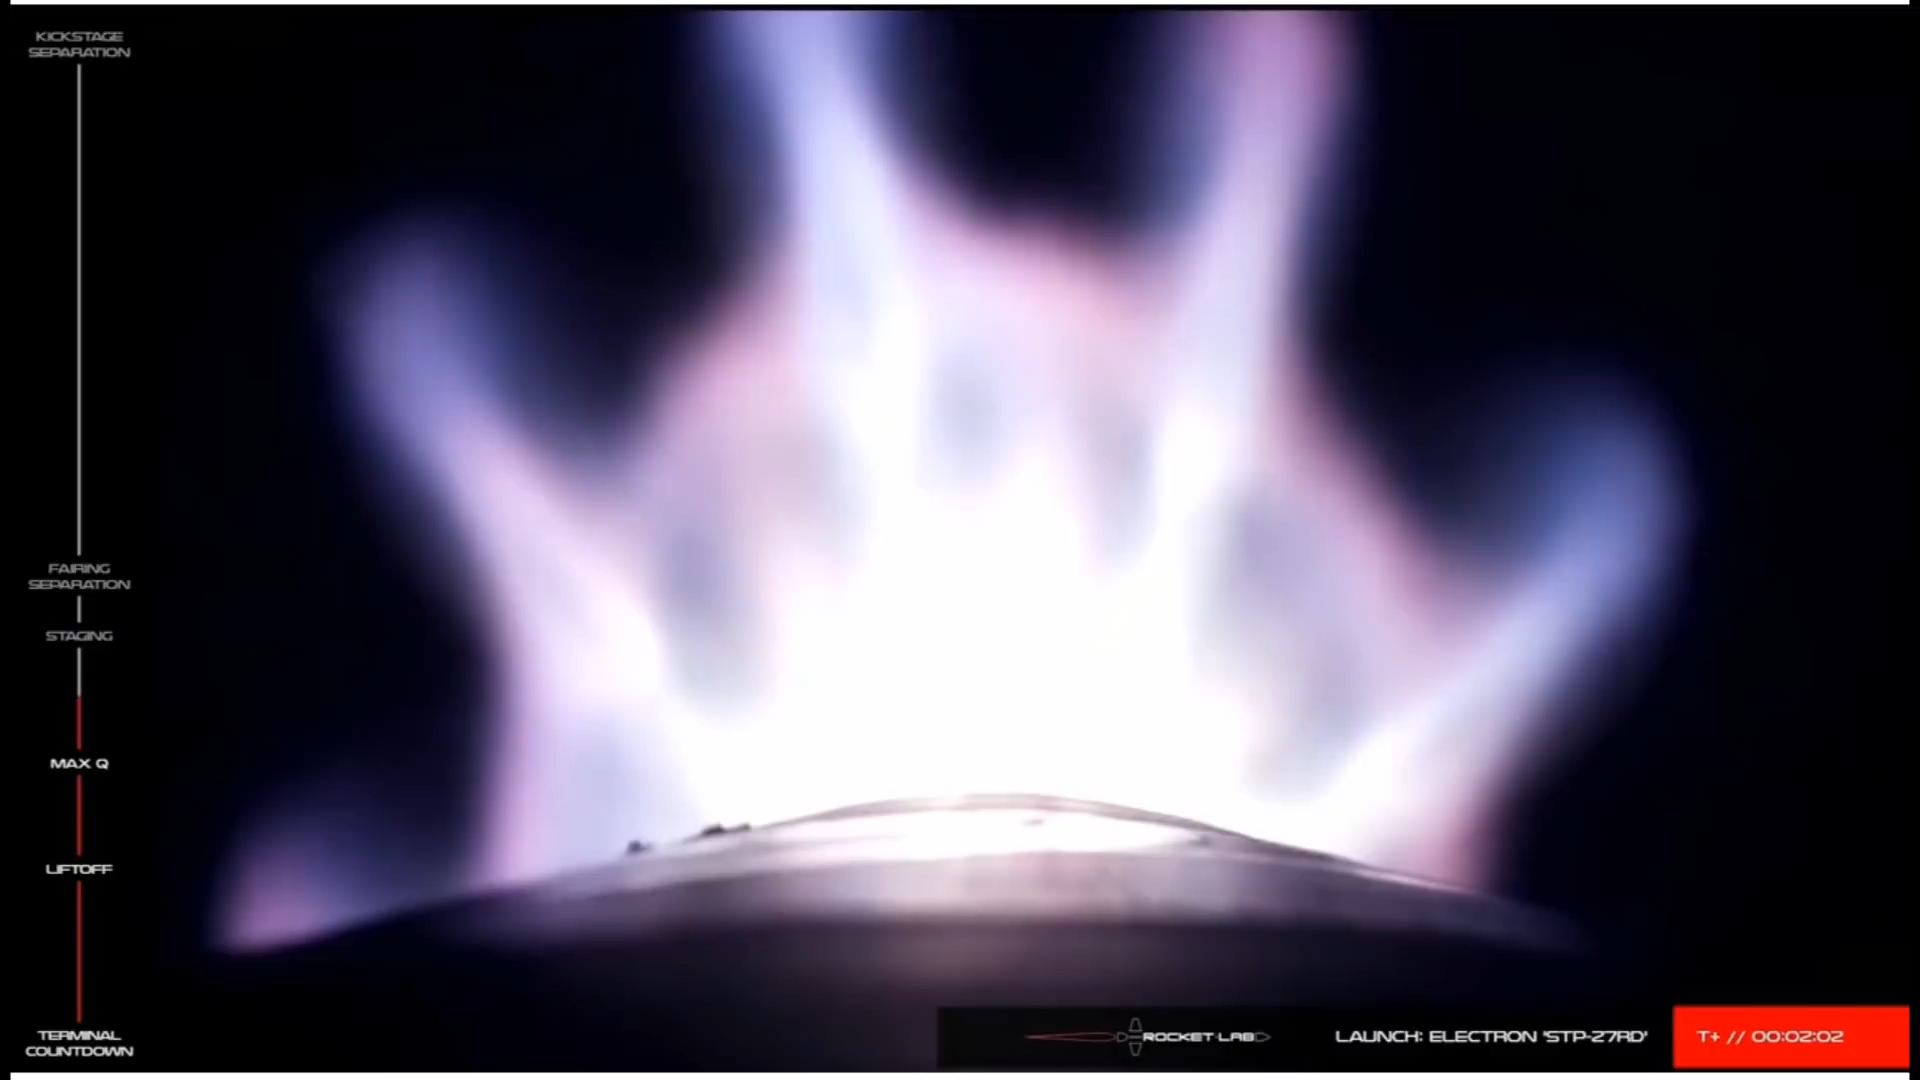 KICKSTAGE
SEPARATION
FAIRING
SEPARATION
STAGING
MAX Q
LIFTOFF
TERMINAL
COUNTDOWN
ROCKET LAB
LAUNCH: ELECTRON 'STP-27RD'
T+ // 00:02:02